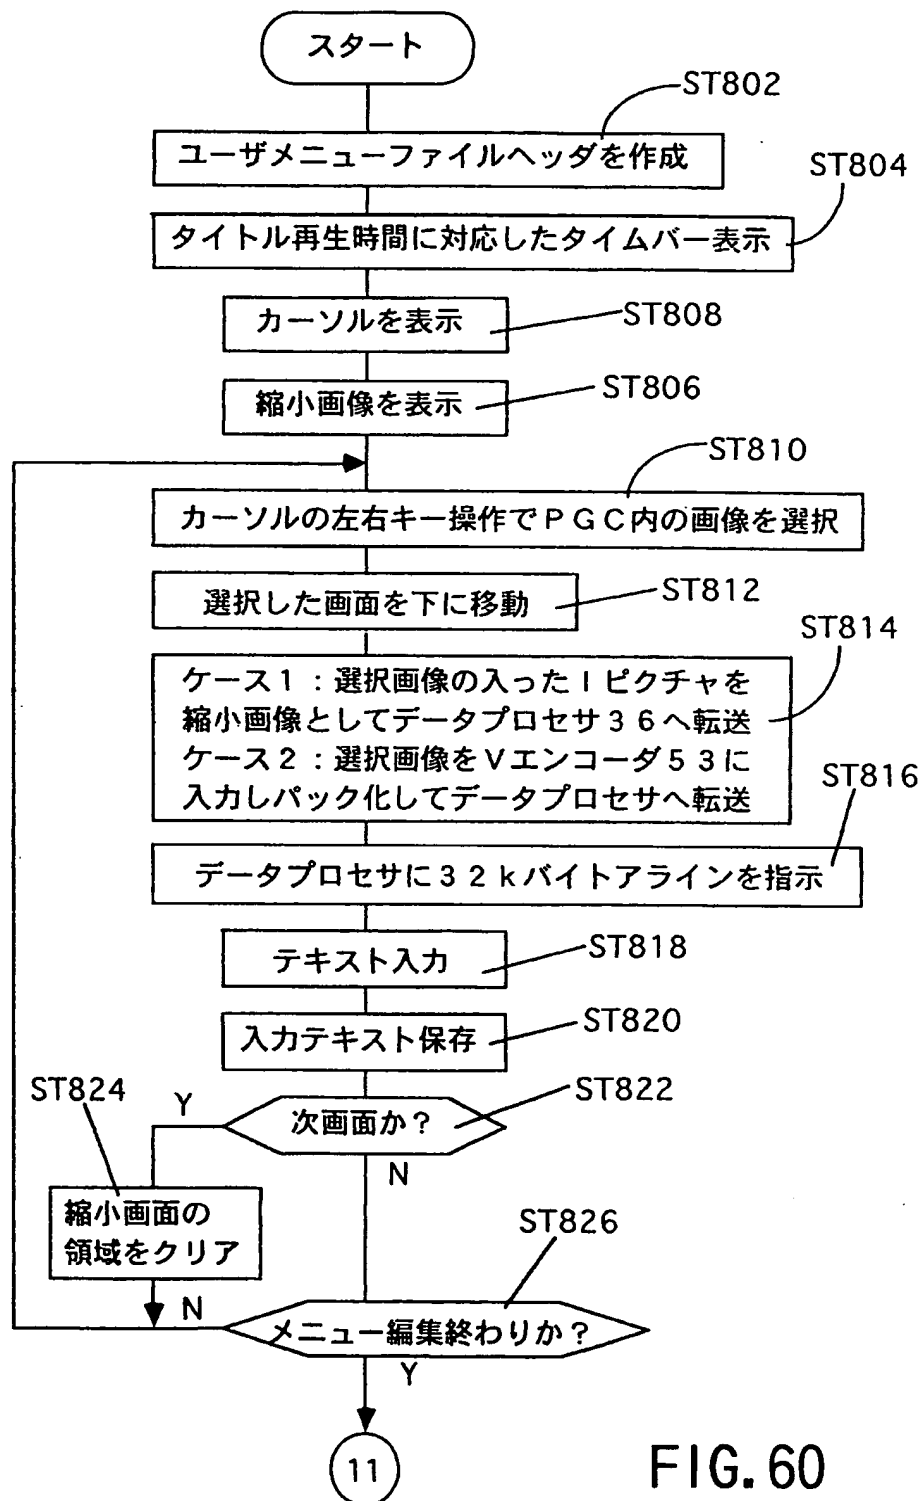 スタート
ST802
ユーザメニューファイルヘッダを作成
ST804
タイトル再生時間に対応したタイムバー表示
カーソルを表示
ST808
縮小画像を表示
ST806
ST810
カーソルの左右キー操作でPGC内の画像を選択
選択した画面を下に移動
ST812
ST814
ケース1：選択画像の入ったIピクチャを
縮小画像としてデータプロセサ36へ転送
ケース2：選択画像をVエンコーダ53に
入力しパック化してデータプロセサへ転送
ST816
データプロセサに32kバイトアラインを指示
テキスト入力
ST818
入力テキスト保存
ST820
ST824
Y
次画面か？
ST822
N
縮小画面の
領域をクリア
ST826
N
メニュー編集終わりか？
Y
11
FIG. 60